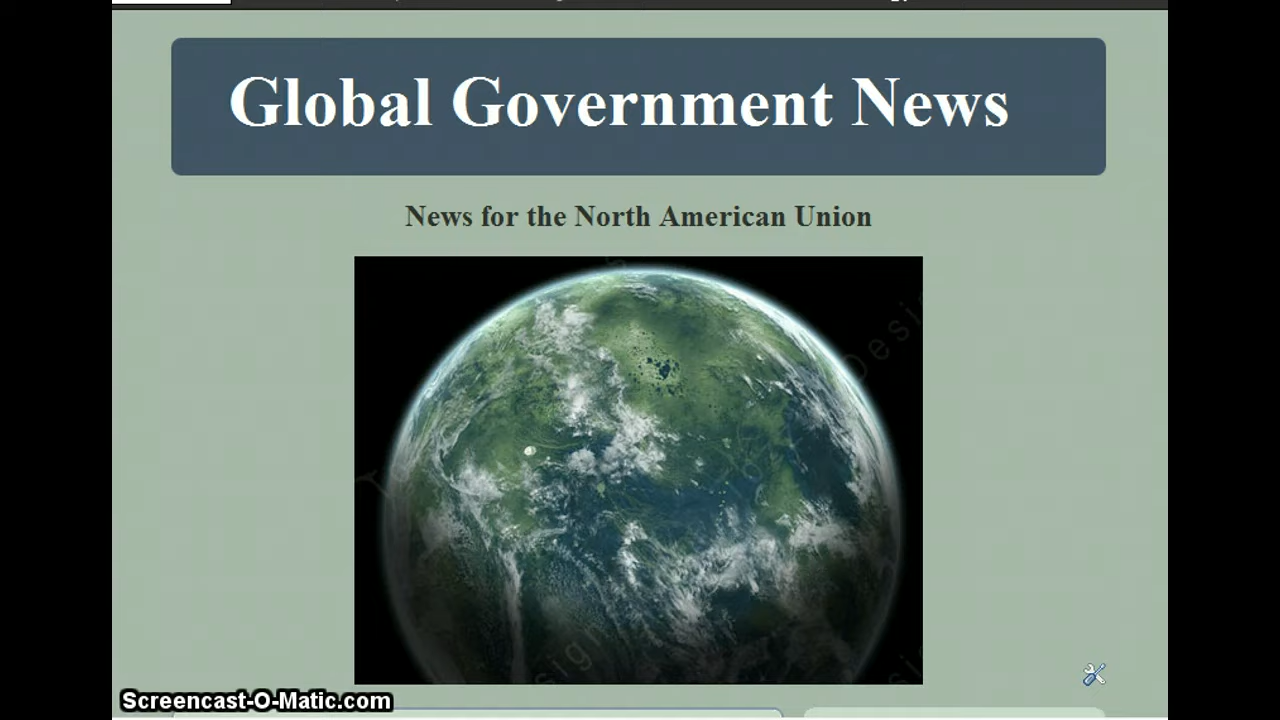 Global Government News
News for the North American Union
Screencast-O-Matic.com